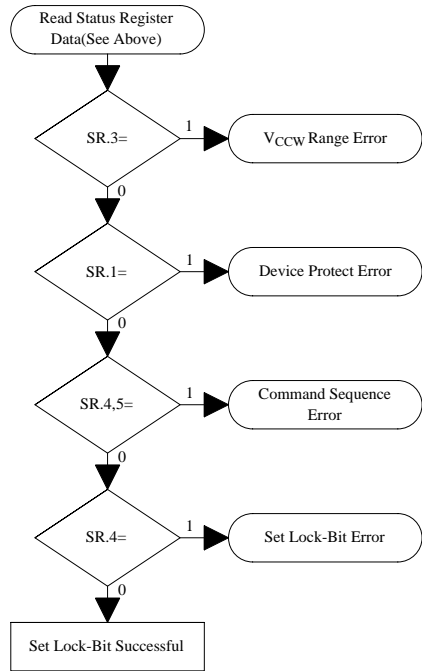 Read Status Register
Data(See Above)
SR.3=
1
VCCW Range Error
0
SR.1=
1
Device Protect Error
0
SR.4,5=
1
Command Sequence
Error
0
SR.4=
1
Set Lock-Bit Error
0
Set Lock-Bit Successful